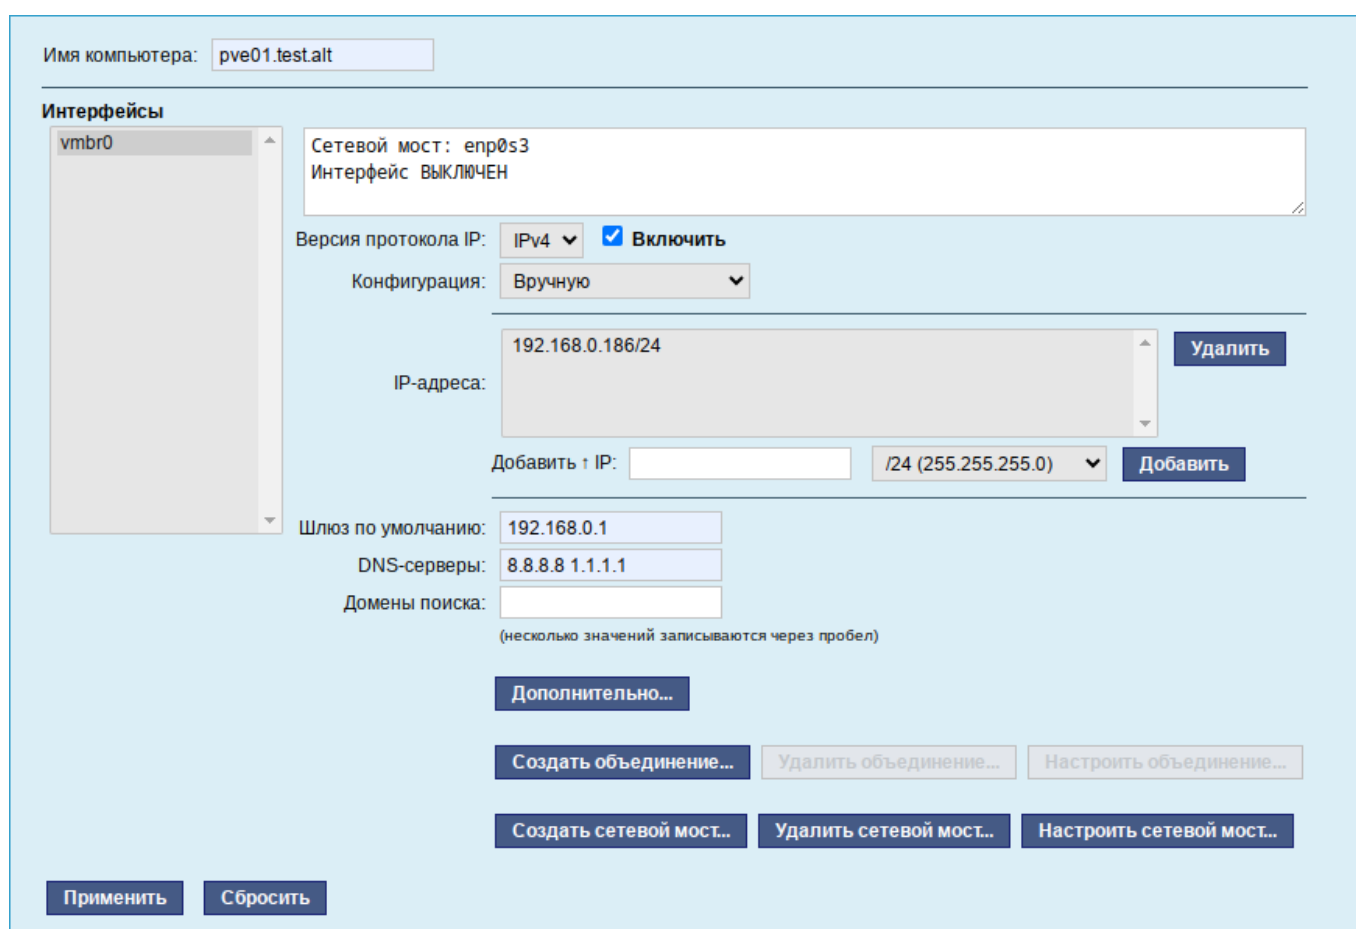 Имя компьютера: pve01.test.alt
Интерфейсы
vmbr0
Сетевой мост: enp0s3
Интерфейс ВЫКЛЮЧЕН
Версия протокола IP: IPv4 Включить
Конфигурация: Вручную
192.168.0.186/24 Удалить
IP-адреса:
Добавить ↑ IP: /24 (255.255.255.0) Добавить
Шлюз по умолчанию: 192.168.0.1
DNS-серверы: 8.8.8.8 1.1.1.1
Домены поиска:
(несколько значений записываются через пробел)
Дополнительно...
Создать объединение... Удалить объединение... Настроить объединение...
Создать сетевой мост... Удалить сетевой мост... Настроить сетевой мост...
Применить Сбросить